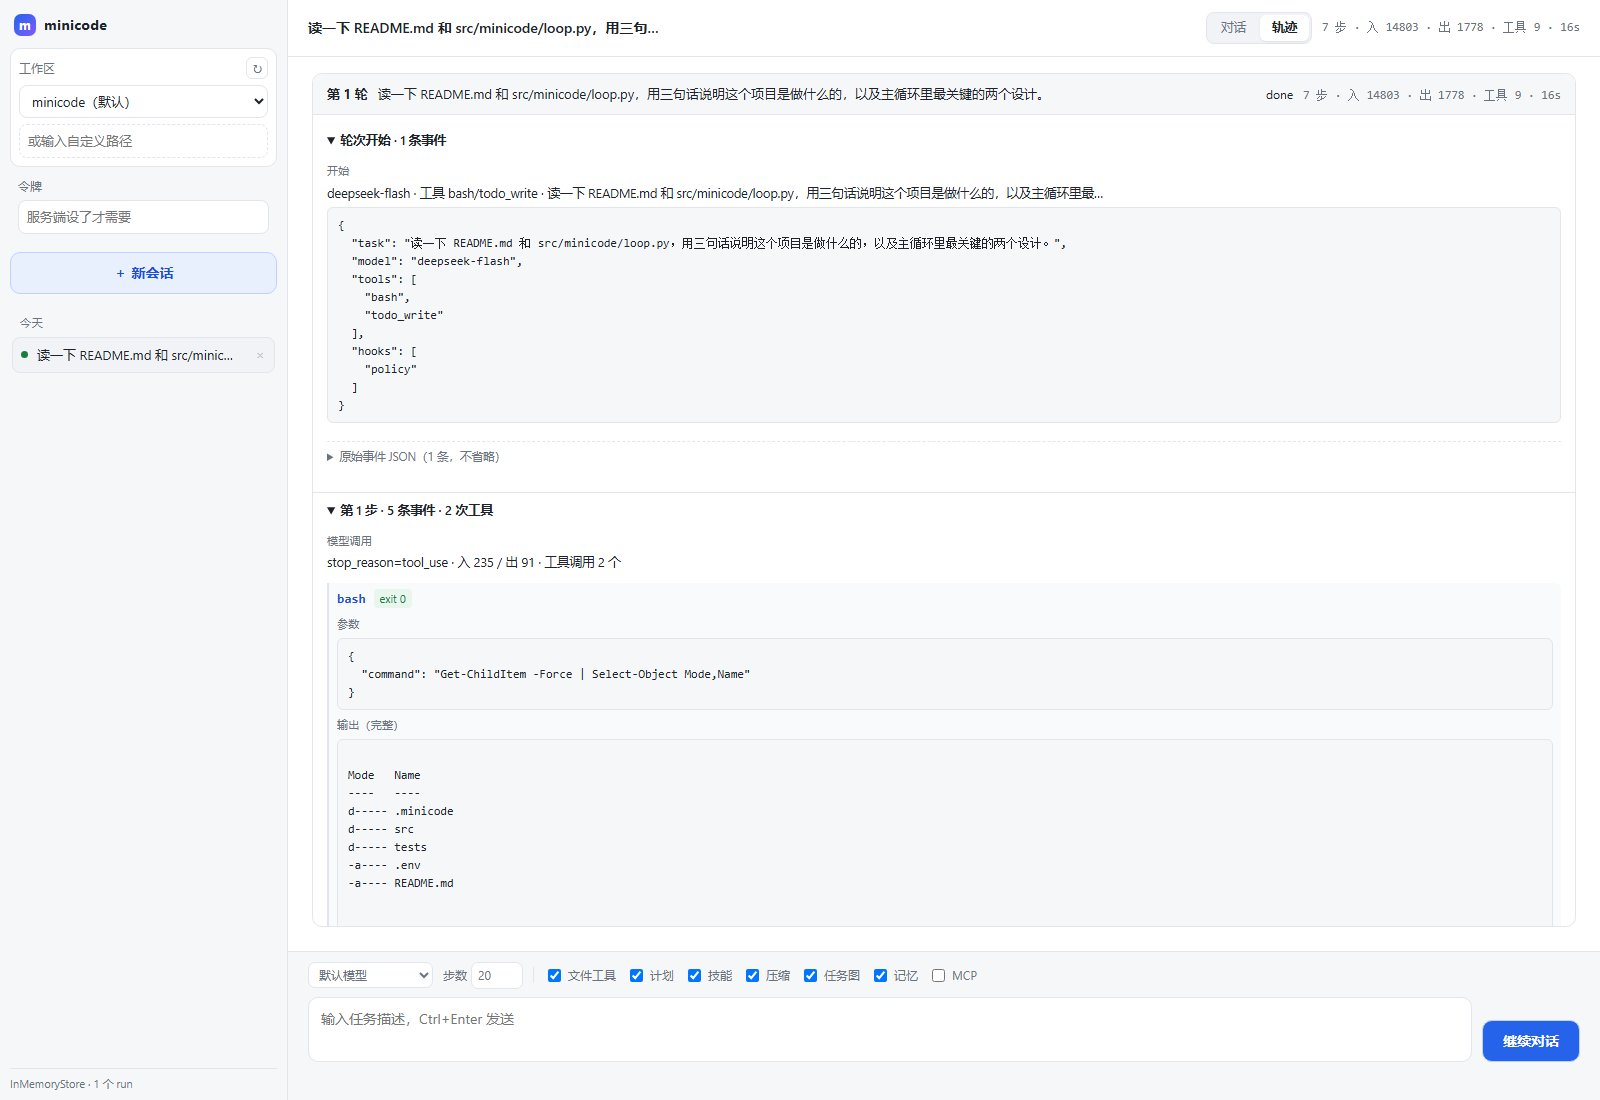 m minicode
工作区 ↻
minicode（默认）
或输入自定义路径
令牌
服务端设了才需要
+ 新会话
今天
读一下 README.md 和 src/minic... ×
InMemoryStore · 1 个 run
读一下 README.md 和 src/minicode/loop.py，用三句...
对话 轨迹 7 步 · 入 14803 · 出 1778 · 工具 9 · 16s
第 1 轮 读一下 README.md 和 src/minicode/loop.py，用三句话说明这个项目是做什么的，以及主循环里最关键的两个设计。 done 7 步 · 入 14803 · 出 1778 · 工具 9 · 16s
▼ 轮次开始 · 1 条事件
开始
deepseek-flash · 工具 bash/todo_write · 读一下 README.md 和 src/minicode/loop.py，用三句话说明这个项目是做什么的，以及主循环里最...
{
"task": "读一下 README.md 和 src/minicode/loop.py，用三句话说明这个项目是做什么的，以及主循环里最关键的两个设计。",
"model": "deepseek-flash",
"tools": [
"bash",
"todo_write"
],
"hooks": [
"policy"
]
}
▶ 原始事件 JSON（1 条，不省略）
▼ 第 1 步 · 5 条事件 · 2 次工具
模型调用
stop_reason=tool_use · 入 235 / 出 91 · 工具调用 2 个
bash exit 0
参数
{
"command": "Get-ChildItem -Force | Select-Object Mode,Name"
}
输出（完整）
Mode Name
---- ----
d----- .minicode
d----- src
d----- tests
-a---- .env
-a---- README.md
默认模型 步数 20 文件工具 计划 技能 压缩 任务图 记忆 MCP
输入任务描述，Ctrl+Enter 发送
继续对话